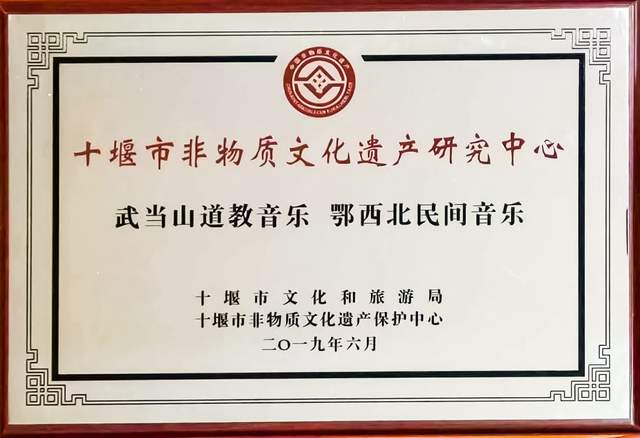 十堰市非物质文化遗产研究中心
武当山道教音乐 鄂西北民间音乐
十堰市文化和旅游局
十堰市非物质文化遗产保护中心
二〇一九年六月